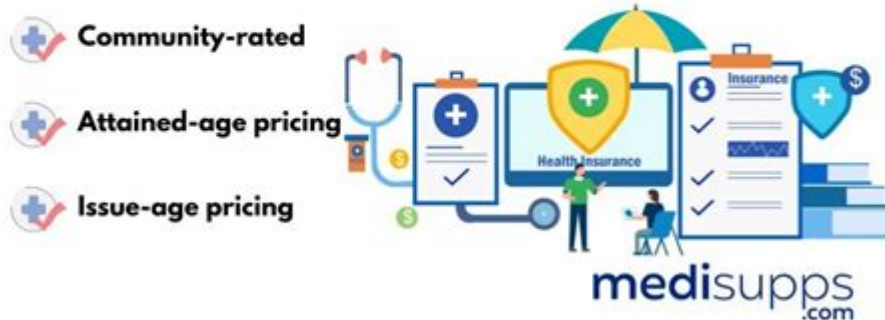 Community-rated
Attained-age pricing
Issue-age pricing
Insurance
$
Health Insurance
$
$
medisupps
.com